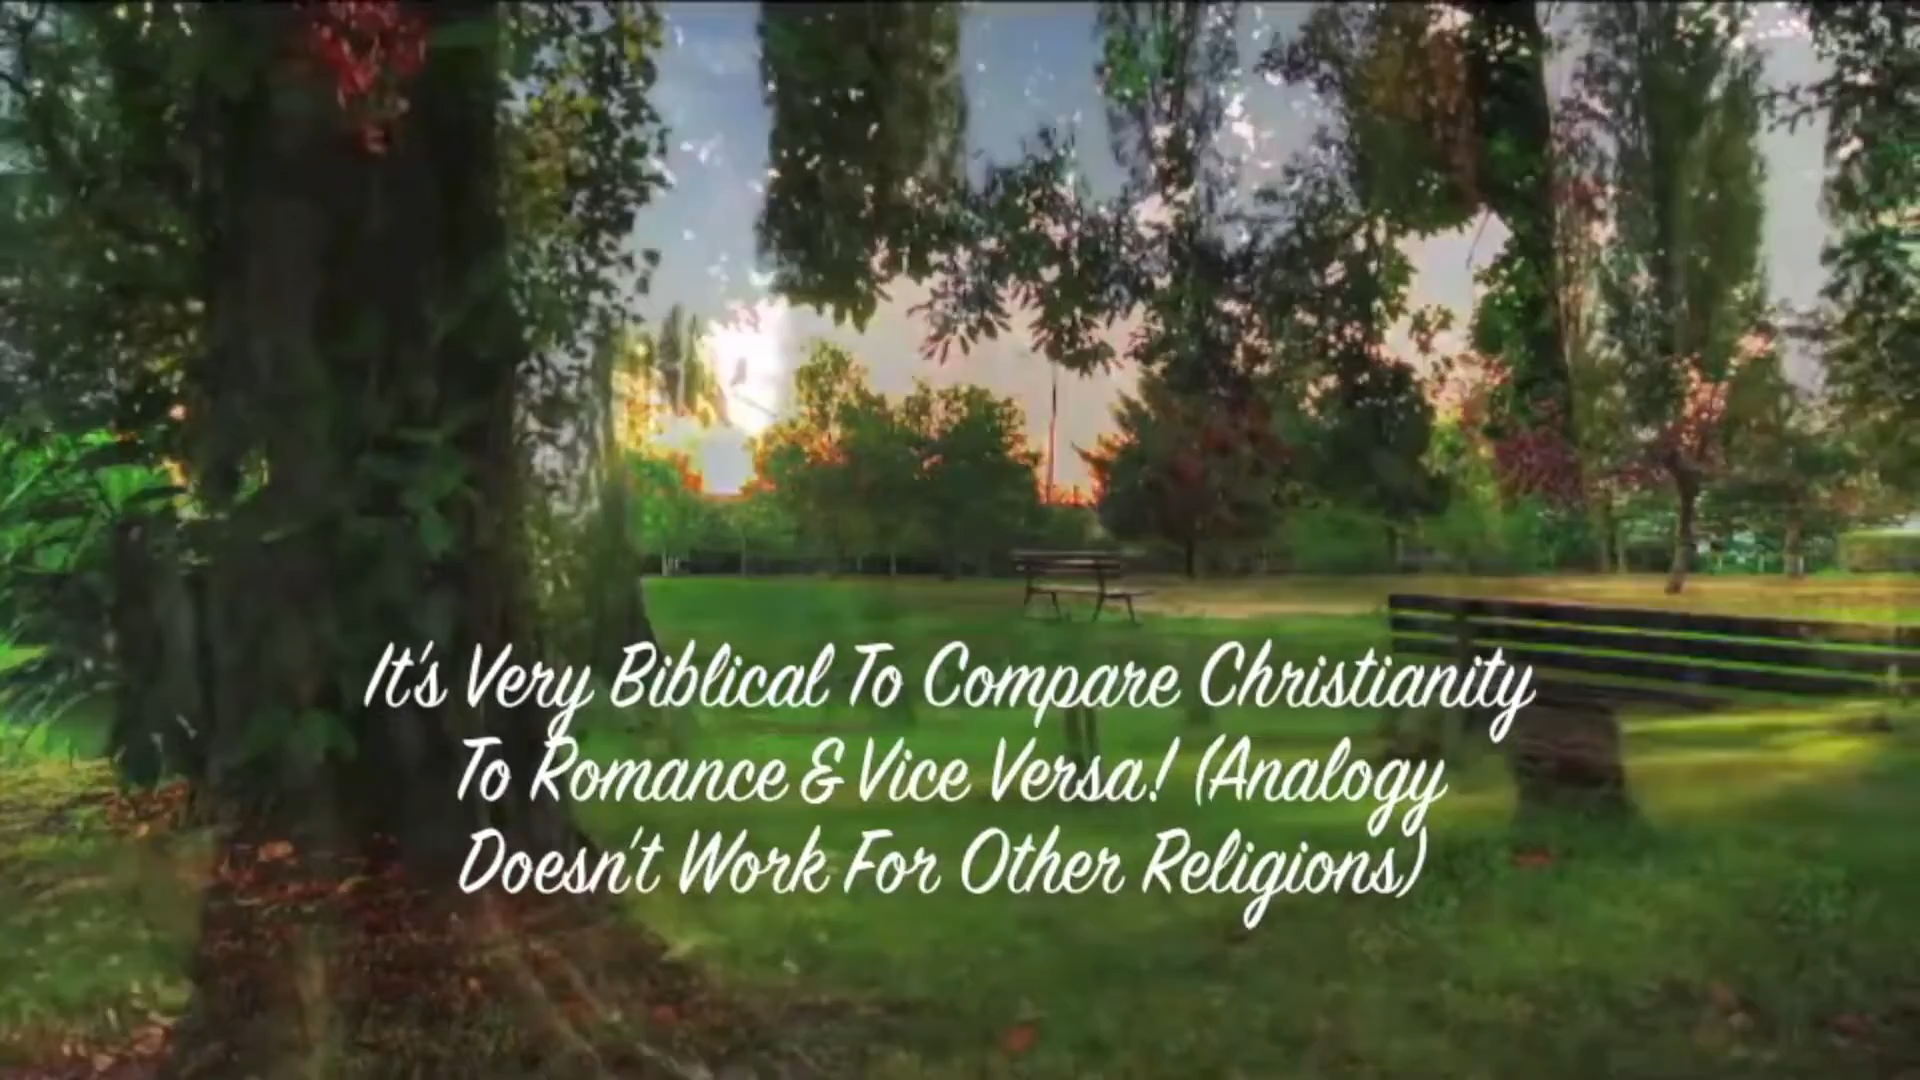 It's Very Biblical To Compare Christianity
To Romance & Vice Versa! (Analogy
Doesn't Work For Other Religions)